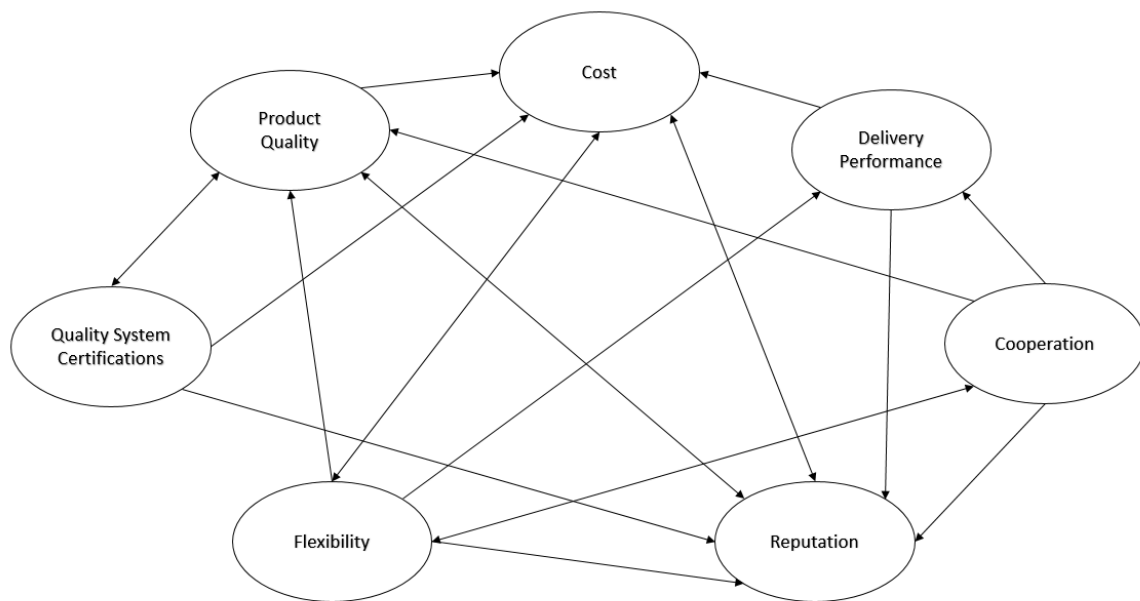 Cost
Product
Quality
Delivery
Performance
Quality System
Certifications
Cooperation
Flexibility
Reputation